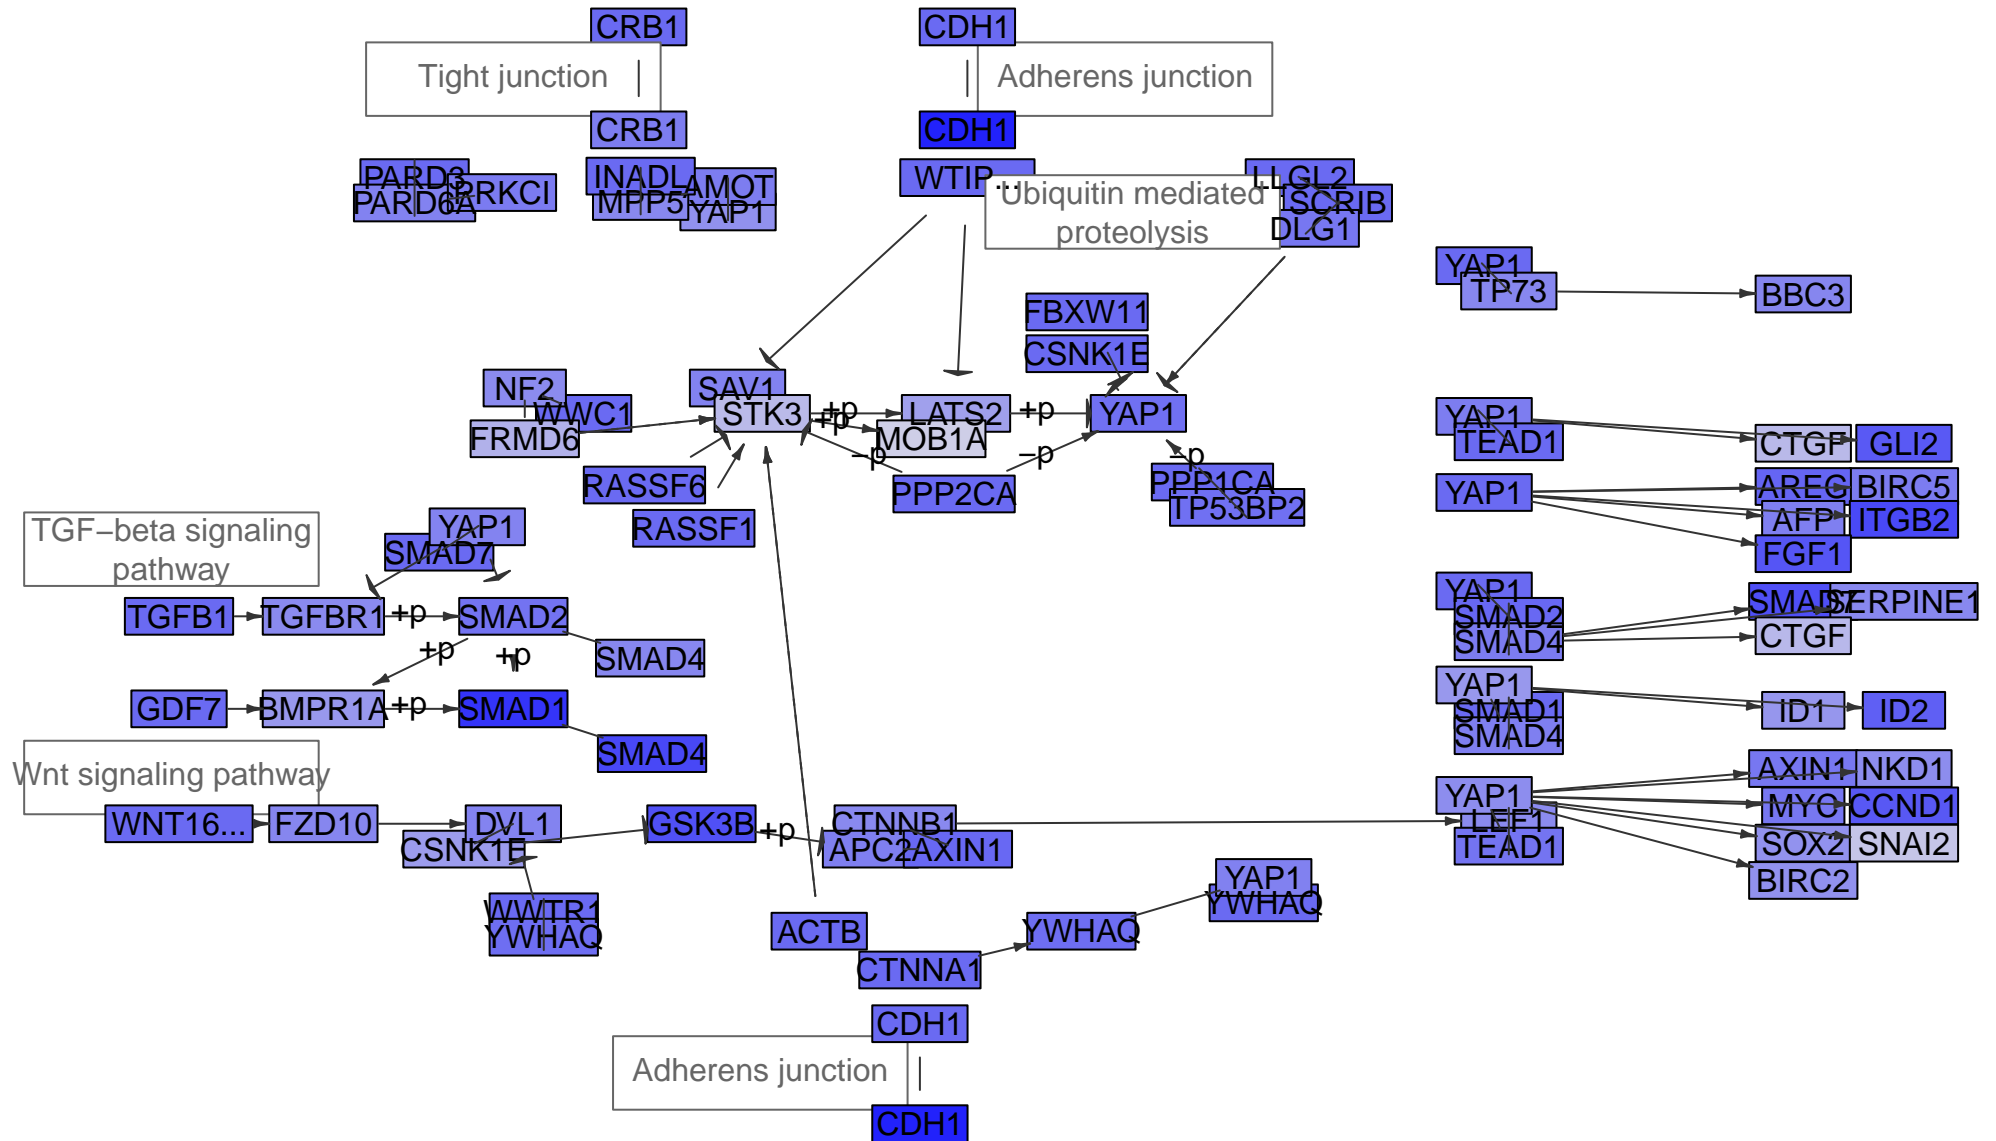 CRB1
CDH1
Tight junction
Adherens junction
CRB1
CDH1
PARD3
PRKCI
PARD6A
INADL
AMOT
MPP5
YAP1
WTIP...
LLGL2
Ubiquitin mediated
proteolysis
SCRIB
DLG1
YAP1
TP73
BBC3
FBXW11
CSNK1E
NF2
WWC1
FRMD6
SAV1
STK3
+p
+p
LATS2
MOB1A
+p
YAP1
−p
−p
−p
RASSF6
RASSF1
PPP2CA
PPP1CA
TP53BP2
YAP1
TEAD1
CTGF
GLI2
YAP1
AREG
BIRC5
AFP
ITGB2
FGF1
TGF−beta signaling
pathway
YAP1
SMAD7
TGFB1
TGFBR1
+p
SMAD2
+p
+p
SMAD4
YAP1
SMAD2
SMAD4
SMAD7
SERPINE1
CTGF
GDF7
BMPR1A
+p
SMAD1
SMAD4
YAP1
SMAD1
SMAD4
ID1
ID2
Wnt signaling pathway
WNT16...
FZD10
DVL1
CSNK1E
GSK3B
+p
CTNNB1
APC2
AXIN1
YAP1
LEF1
TEAD1
AXIN1
NKD1
MYC
CCND1
SOX2
SNAI2
BIRC2
WWTR1
YWHAQ
ACTB
YWHAQ
YAP1
YWHAQ
CTNNA1
CDH1
Adherens junction
CDH1